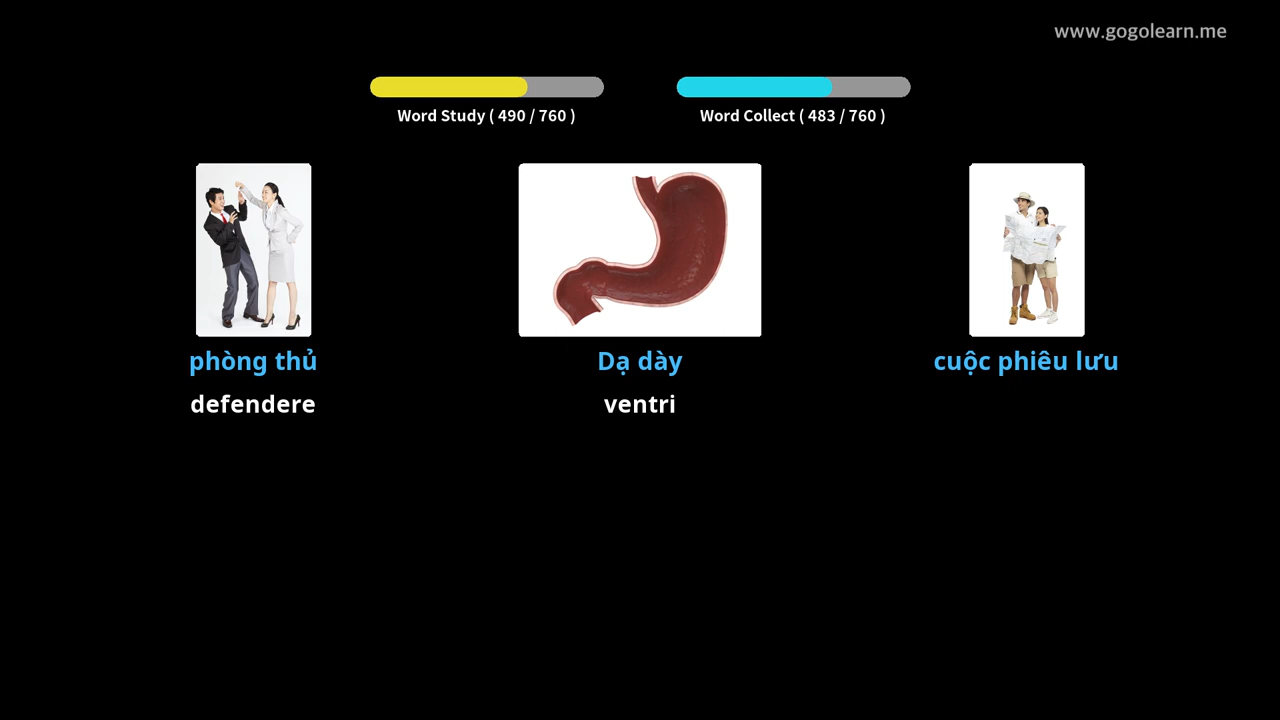 www.gogolearn.me
Word Study ( 490 / 760 )
Word Collect ( 483 / 760 )
phòng thủ
defendere
Dạ dày
ventri
cuộc phiêu lưu